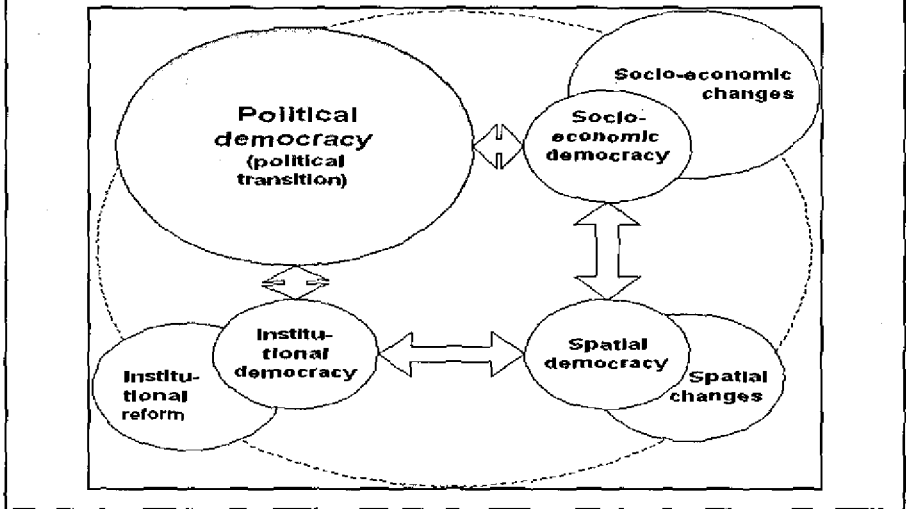 Political
democracy
(political
transition)
Socio-economic
changes
Socio-
economic
democracy
Institu-
tional
democracy
Institu-
tional
reform
Spatial
democracy
Spatial
changes